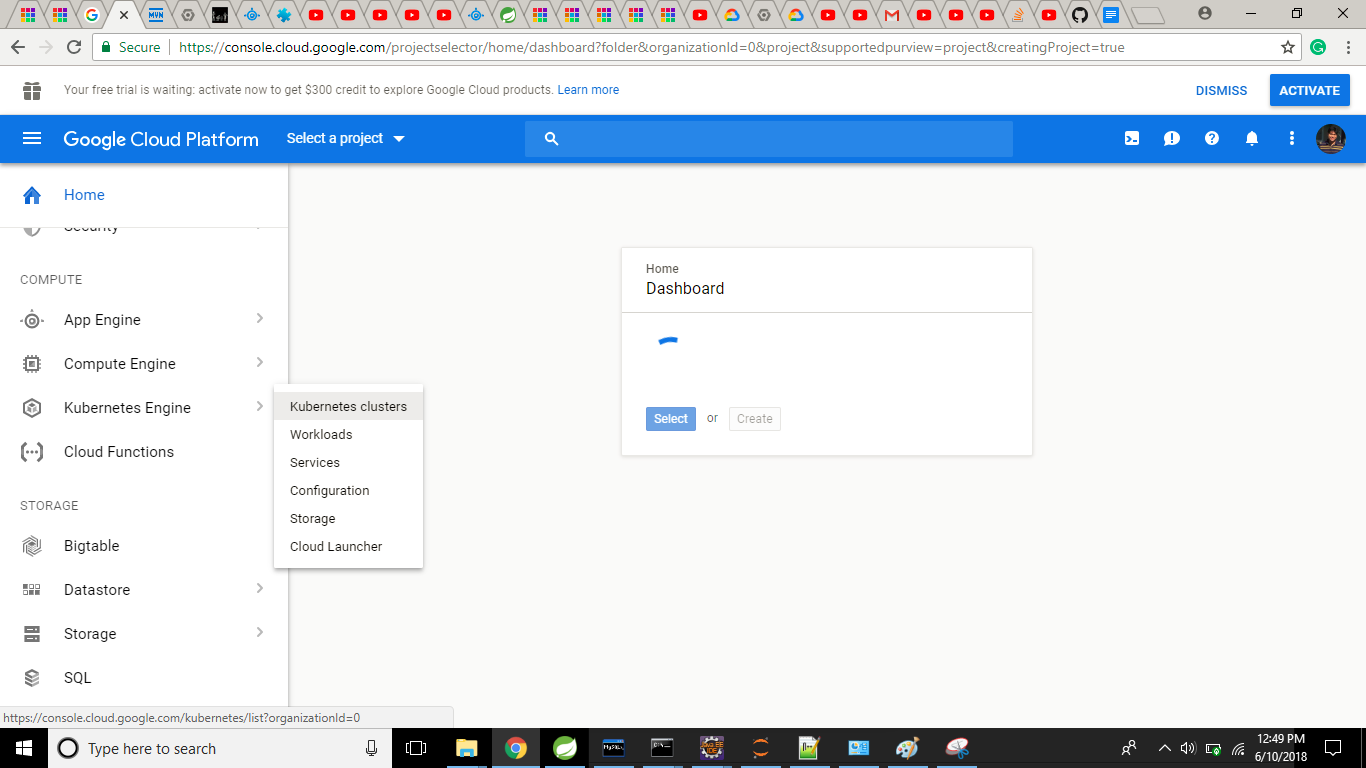 MVN
Secure
https://console.cloud.google.com/projectselector/home/dashboard?folder&organizationId=0&project&supportedpurview=project&creatingProject=true
Your free trial is waiting: activate now to get $300 credit to explore Google Cloud products. Learn more
DISMISS
ACTIVATE
Google Cloud Platform
Select a project
Home
Security
COMPUTE
App Engine
Compute Engine
Kubernetes Engine
Cloud Functions
STORAGE
Bigtable
Datastore
Storage
SQL
Kubernetes clusters
Workloads
Services
Configuration
Storage
Cloud Launcher
Home
Dashboard
Select or Create
https://console.cloud.google.com/kubernetes/list?organizationId=0
Type here to search
12:49 PM
6/10/2018